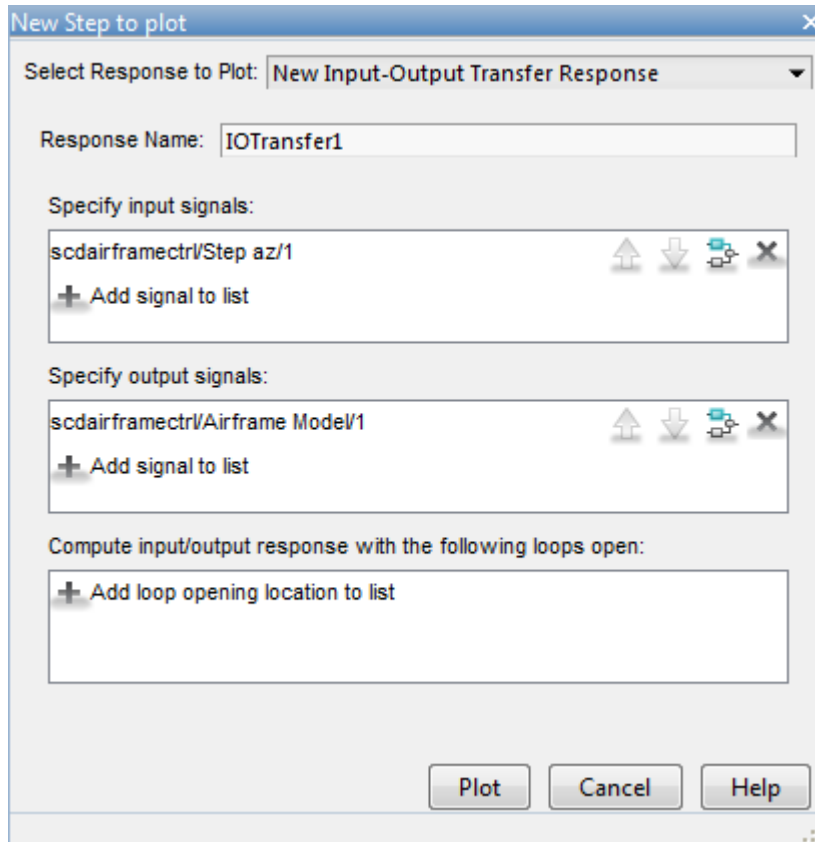 New Step to plot
Select Response to Plot: New Input-Output Transfer Response
Response Name: IOTransfer1
Specify input signals:
scdairframectrl/Step az/1
Add signal to list
Specify output signals:
scdairframectrl/Airframe Model/1
Add signal to list
Compute input/output response with the following loops open:
Add loop opening location to list
Plot Cancel Help